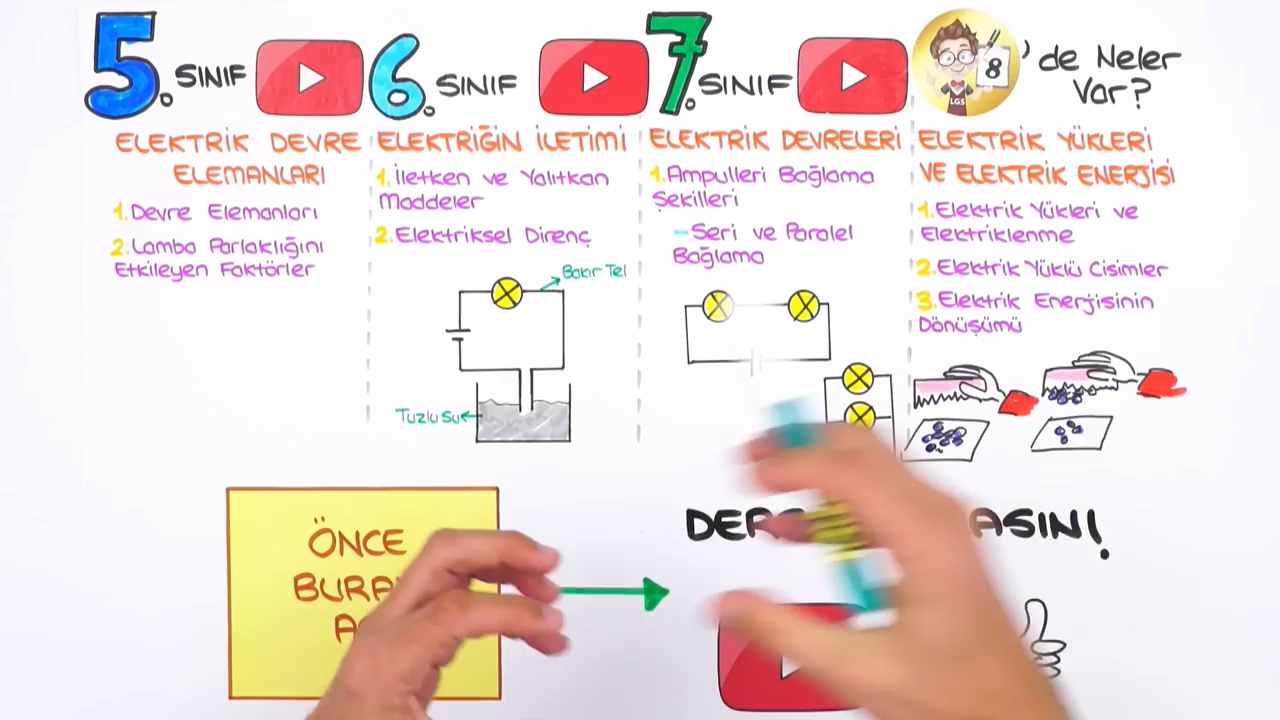 5. SINIF
ELEKTRİK DEVRE
ELEMANLARI
1. Devre Elemanları
2. Lamba Parlaklığını
Etkileyen Faktörler
6. SINIF
ELEKTRİĞİN İLETİMİ
1. İletken ve Yalıtkan
Maddeler
2. Elektriksel Direnç
Bakır Tel
Tuzlu Su
7. SINIF
ELEKTRİK DEVRELERİ
1. Ampulleri Bağlama
Şekilleri
- Seri ve Paralel
Bağlama
8
LGS
'de Neler
Var?
ELEKTRİK YÜKLERİ
VE ELEKTRİK ENERJİSİ
1. Elektrik Yükleri ve
Elektriklenme
2. Elektrik Yüklü Cisimler
3. Elektrik Enerjisinin
Dönüşümü
ÖNCE